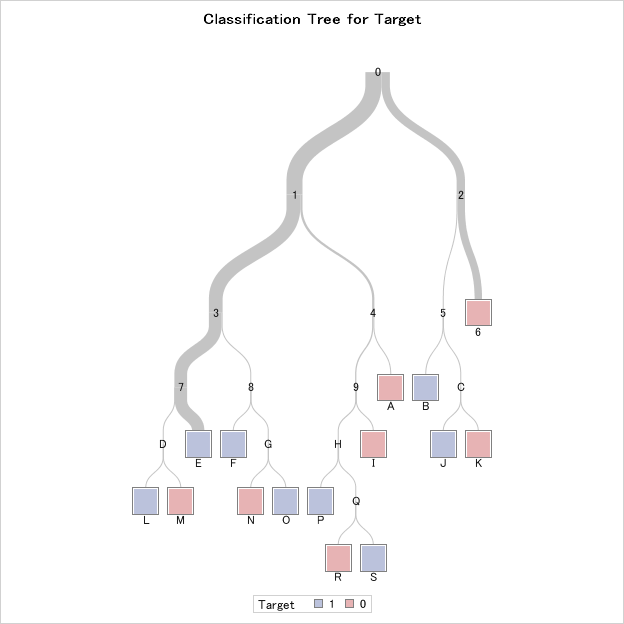 Classification Tree for Target
0
1
2
3
4
5
6
7
8
9
A
B
C
D
E
F
G
H
I
J
K
L
M
N
O
P
Q
R
S
Target 1 0